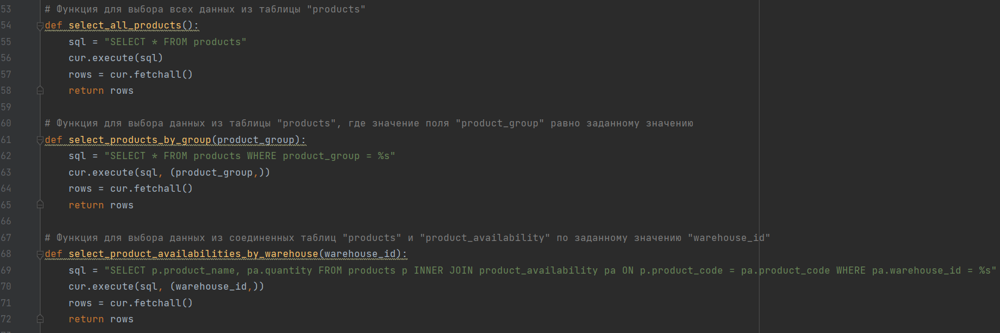 53 # Функция для выбора всех данных из таблицы "products"
54 def select_all_products():
55 sql = "SELECT * FROM products"
56 cur.execute(sql)
57 rows = cur.fetchall()
58 return rows
59
60 # Функция для выбора данных из таблицы "products", где значение поля "product_group" равно заданному значению
61 def select_products_by_group(product_group):
62 sql = "SELECT * FROM products WHERE product_group = %s"
63 cur.execute(sql, (product_group,))
64 rows = cur.fetchall()
65 return rows
66
67 # Функция для выбора данных из соединенных таблиц "products" и "product_availability" по заданному значению "warehouse_id"
68 def select_product_availabilities_by_warehouse(warehouse_id):
69 sql = "SELECT p.product_name, pa.quantity FROM products p INNER JOIN product_availability pa ON p.product_code = pa.product_code WHERE pa.warehouse_id = %s"
70 cur.execute(sql, (warehouse_id,))
71 rows = cur.fetchall()
72 return rows